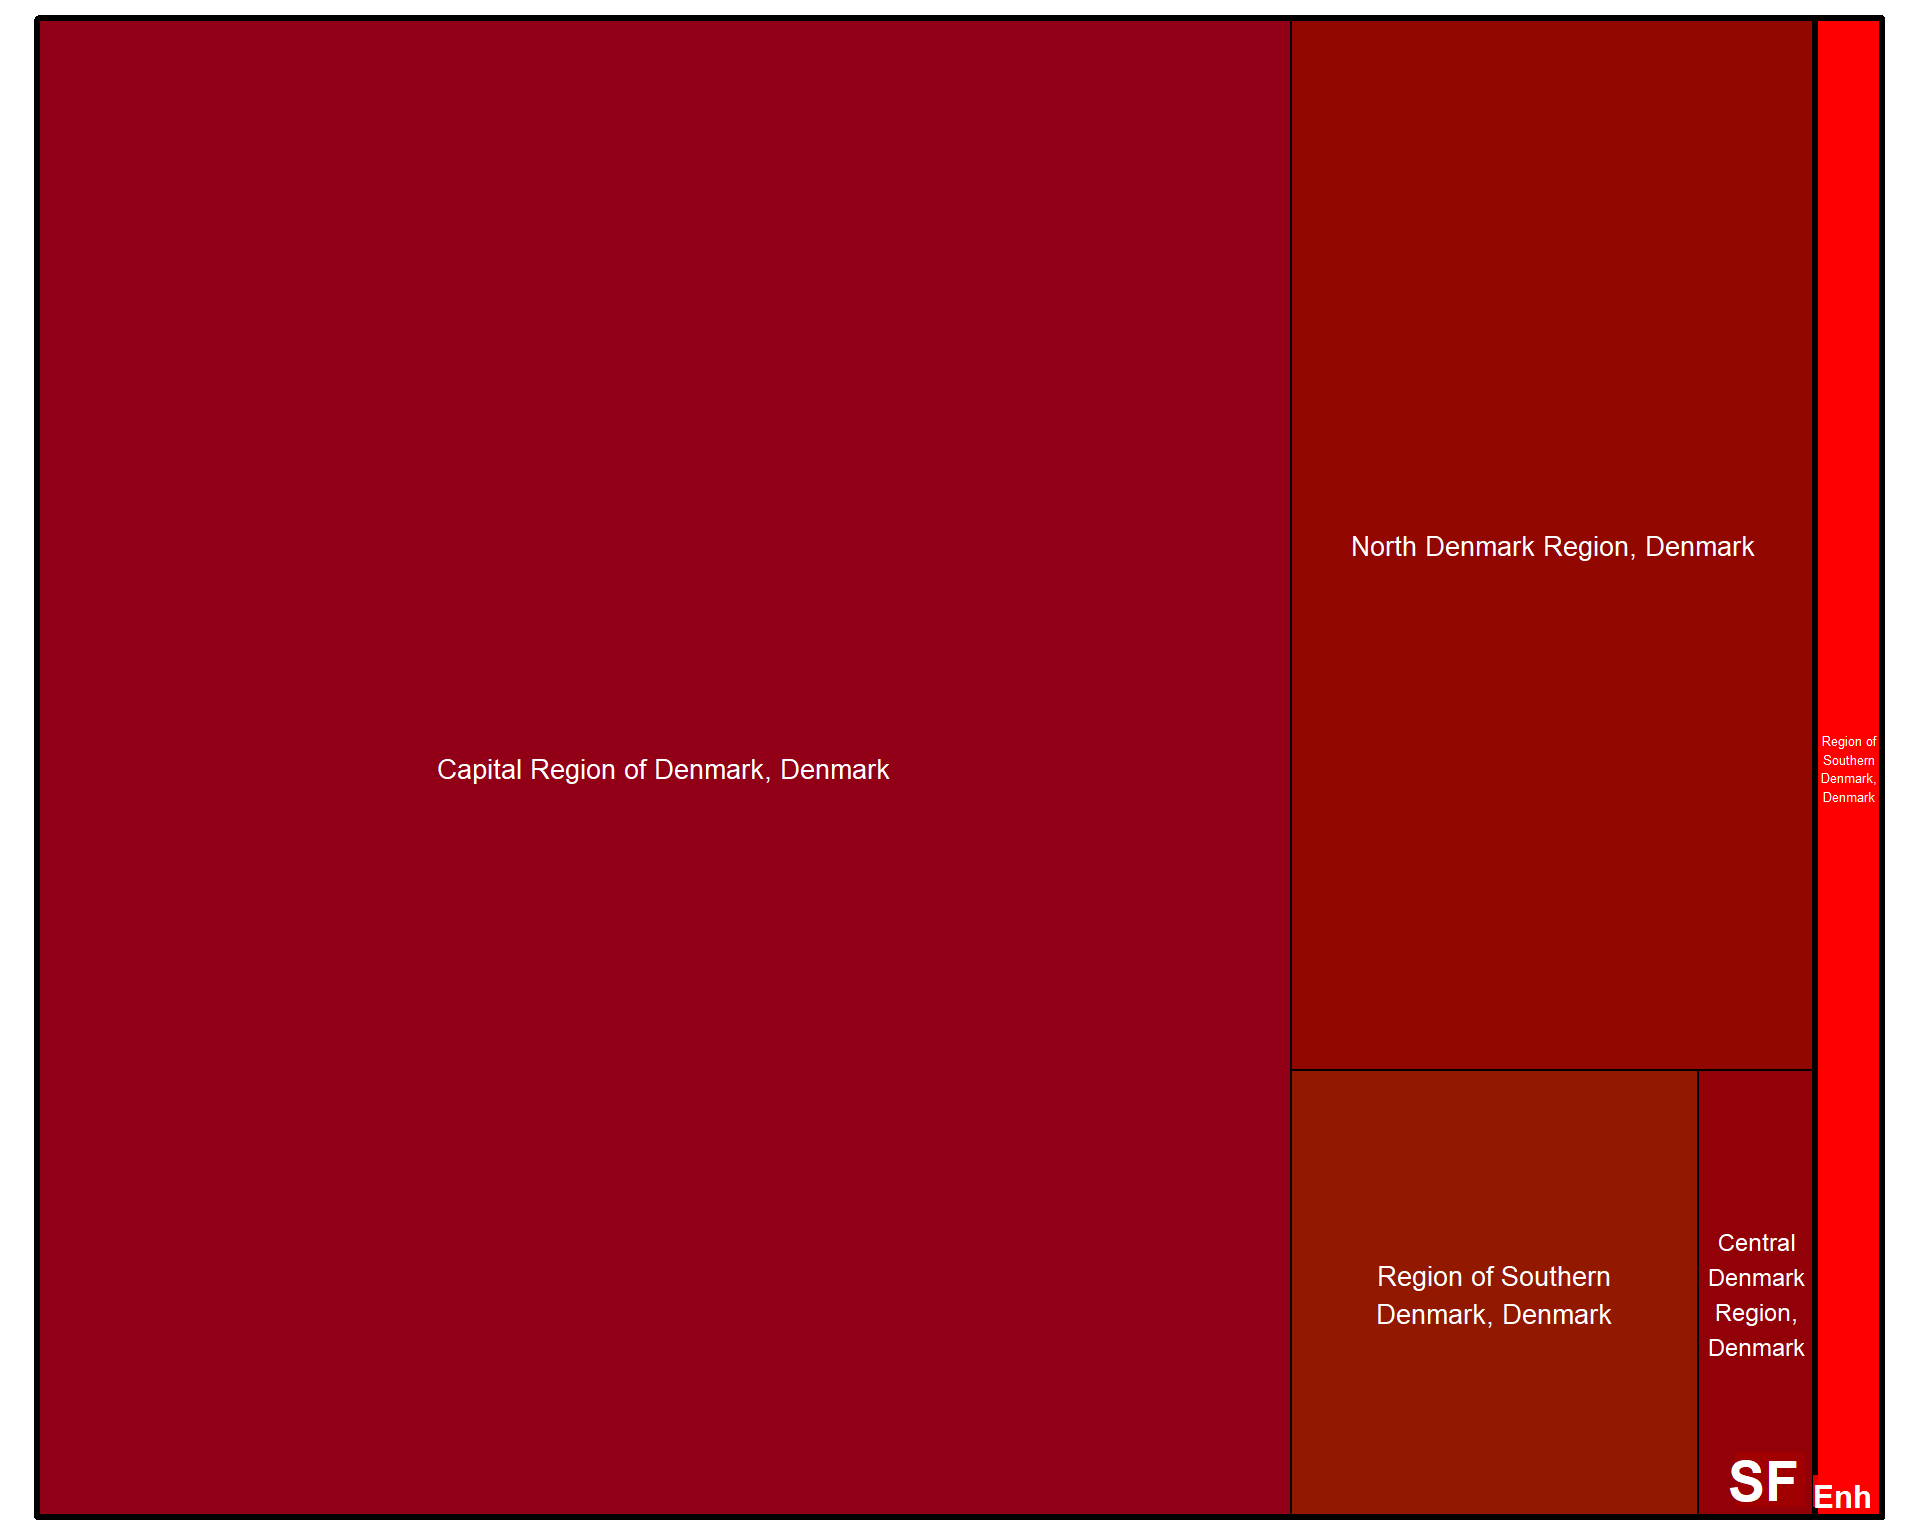 Capital Region of Denmark, Denmark
North Denmark Region, Denmark
Region of
Southern
Denmark,
Denmark
Region of Southern
Denmark, Denmark
Central
Denmark
Region,
Denmark
SF
Enh